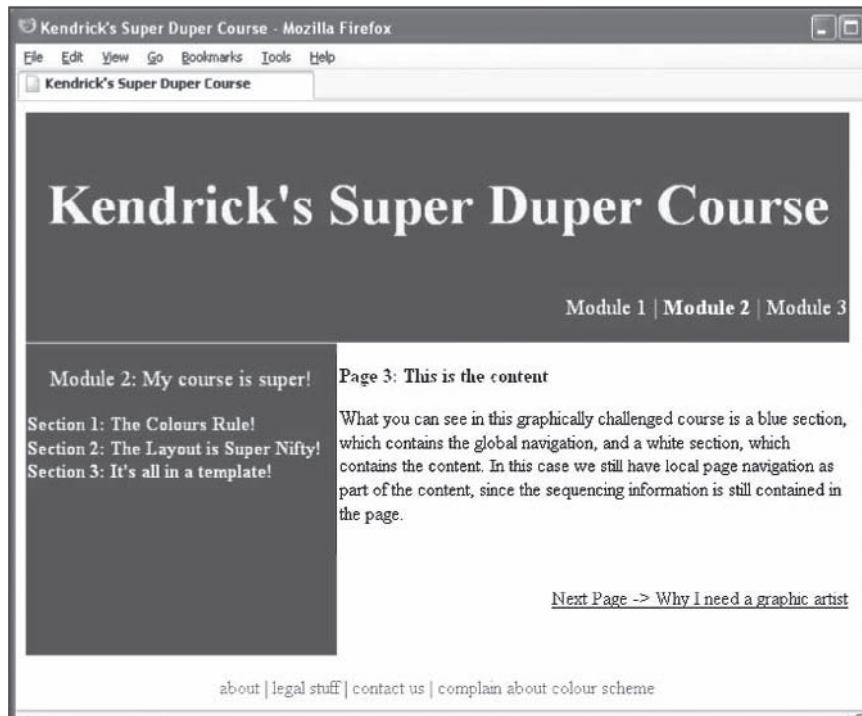 Kendrick's Super Duper Course - Mozilla Firefox
File Edit View Go Bookmarks Tools Help
Kendrick's Super Duper Course
Kendrick's Super Duper Course
Module 1 | Module 2 | Module 3
Module 2: My course is super!
Section 1: The Colours Rule!
Section 2: The Layout is Super Nifty!
Section 3: It's all in a template!
Page 3: This is the content
What you can see in this graphically challenged course is a blue section,
which contains the global navigation, and a white section, which
contains the content. In this case we still have local page navigation as
part of the content, since the sequencing information is still contained in
the page.
Next Page -> Why I need a graphic artist
about | legal stuff | contact us | complain about colour scheme